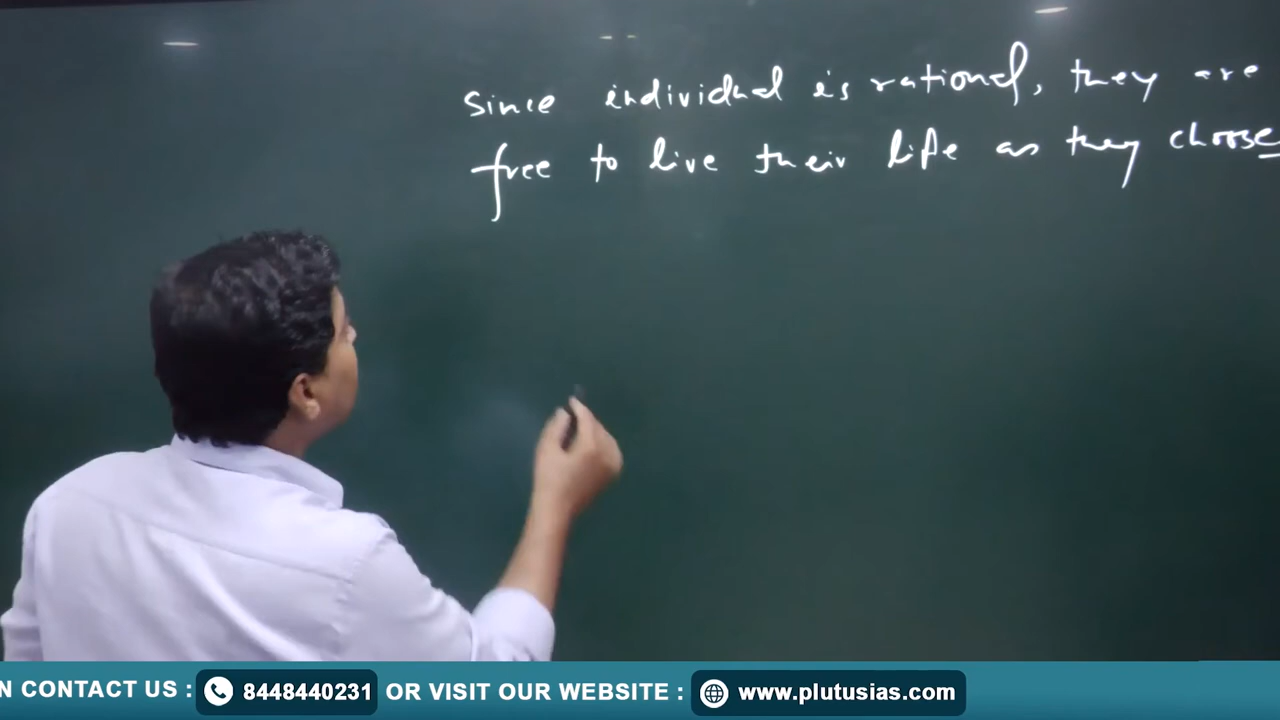 since individual is rational, they are
free to live their life as they choose
N CONTACT US : 8448440231 OR VISIT OUR WEBSITE : www.plutusias.com